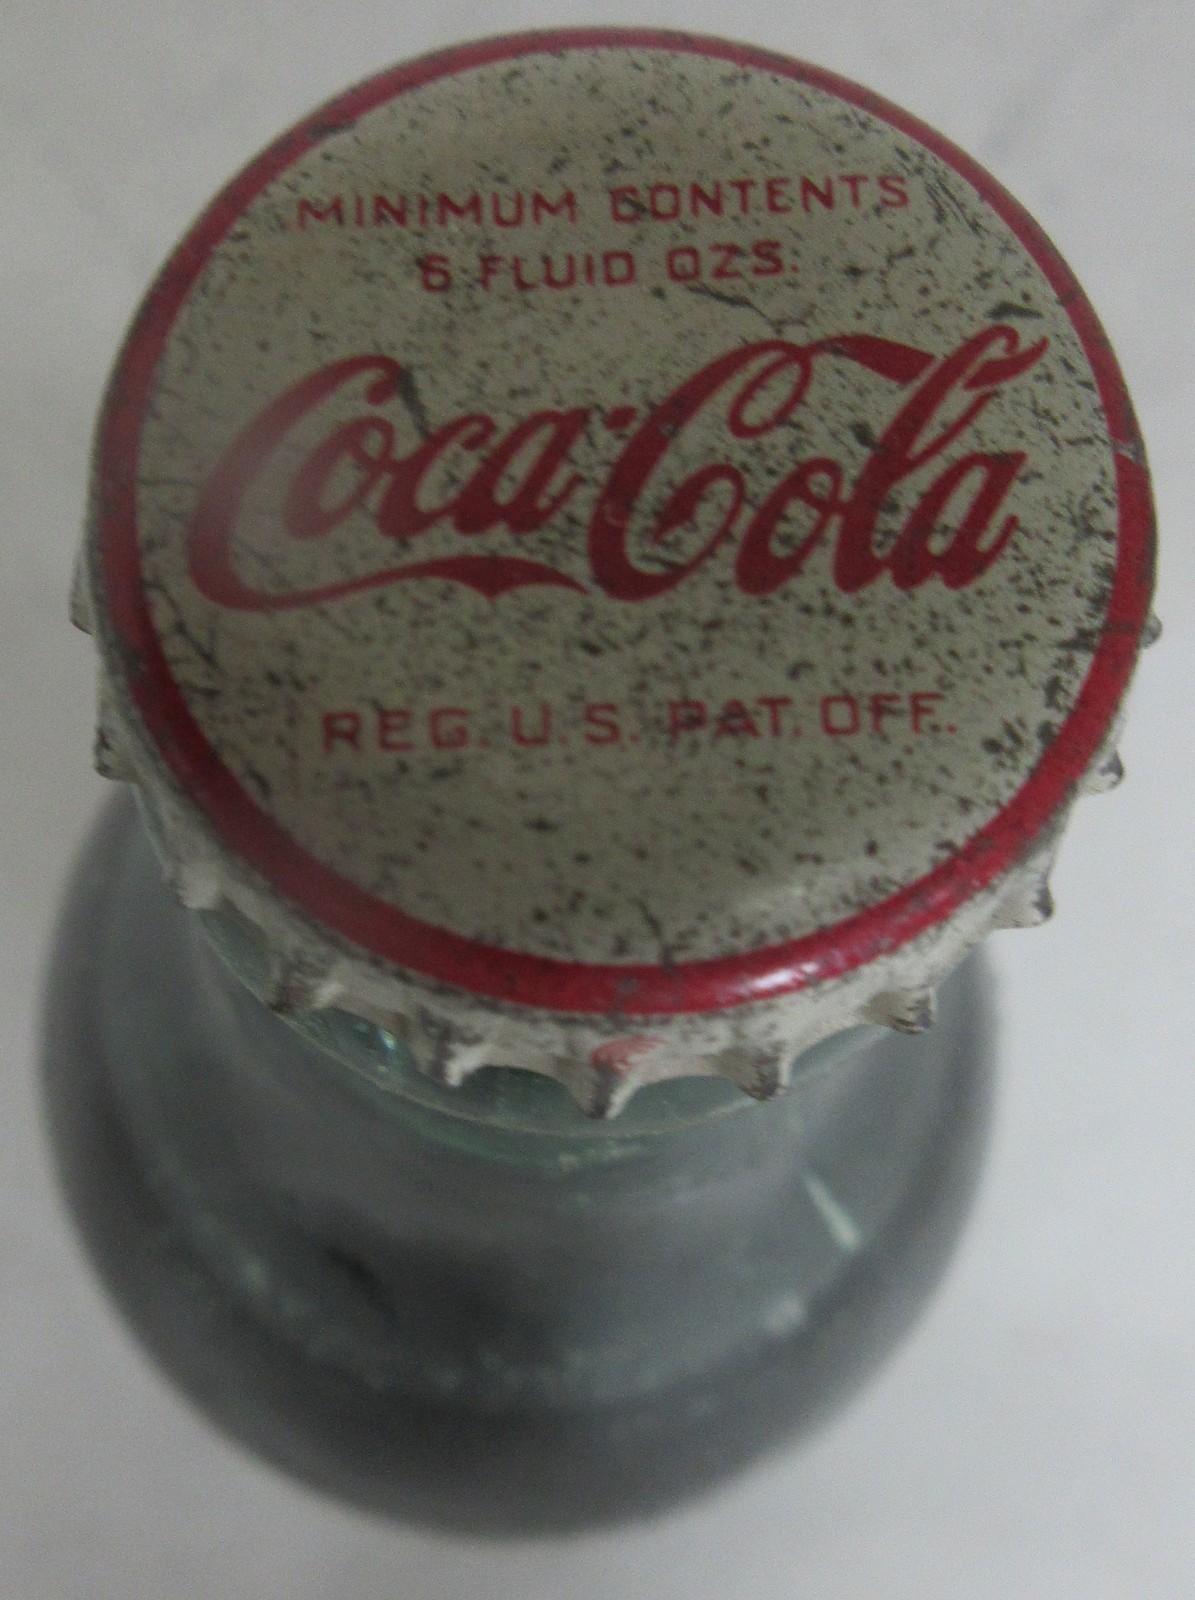 MINIMUM CONTENTS
6 FLUID OZS.
Coca-Cola
REG. U.S. PAT. OFF.